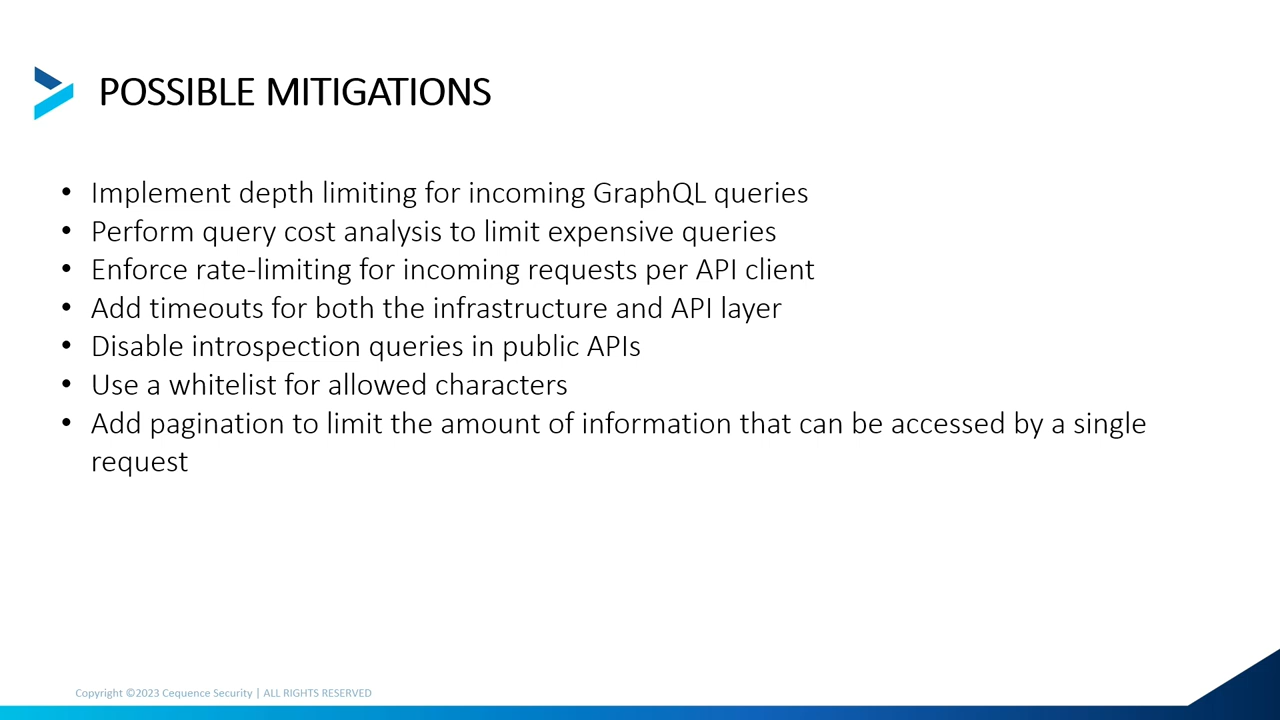 POSSIBLE MITIGATIONS
• Implement depth limiting for incoming GraphQL queries
• Perform query cost analysis to limit expensive queries
• Enforce rate-limiting for incoming requests per API client
• Add timeouts for both the infrastructure and API layer
• Disable introspection queries in public APIs
• Use a whitelist for allowed characters
• Add pagination to limit the amount of information that can be accessed by a single
request
Copyright ©2023 Cequence Security | ALL RIGHTS RESERVED